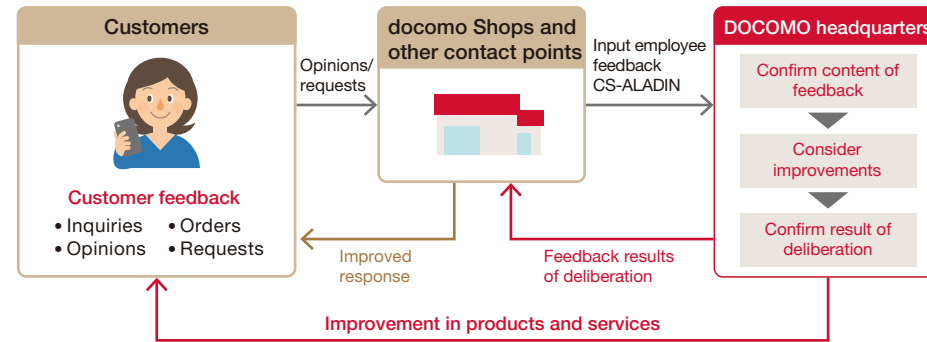 Customers
Customer feedback
• Inquiries
• Orders
• Opinions
• Requests
Opinions/
requests
docomo Shops and
other contact points
Input employee
feedback
CS-ALADIN
DOCOMO headquarters
Confirm content of
feedback
Consider
improvements
Confirm result of
deliberation
Improved
response
Feedback results
of deliberation
Improvement in products and services